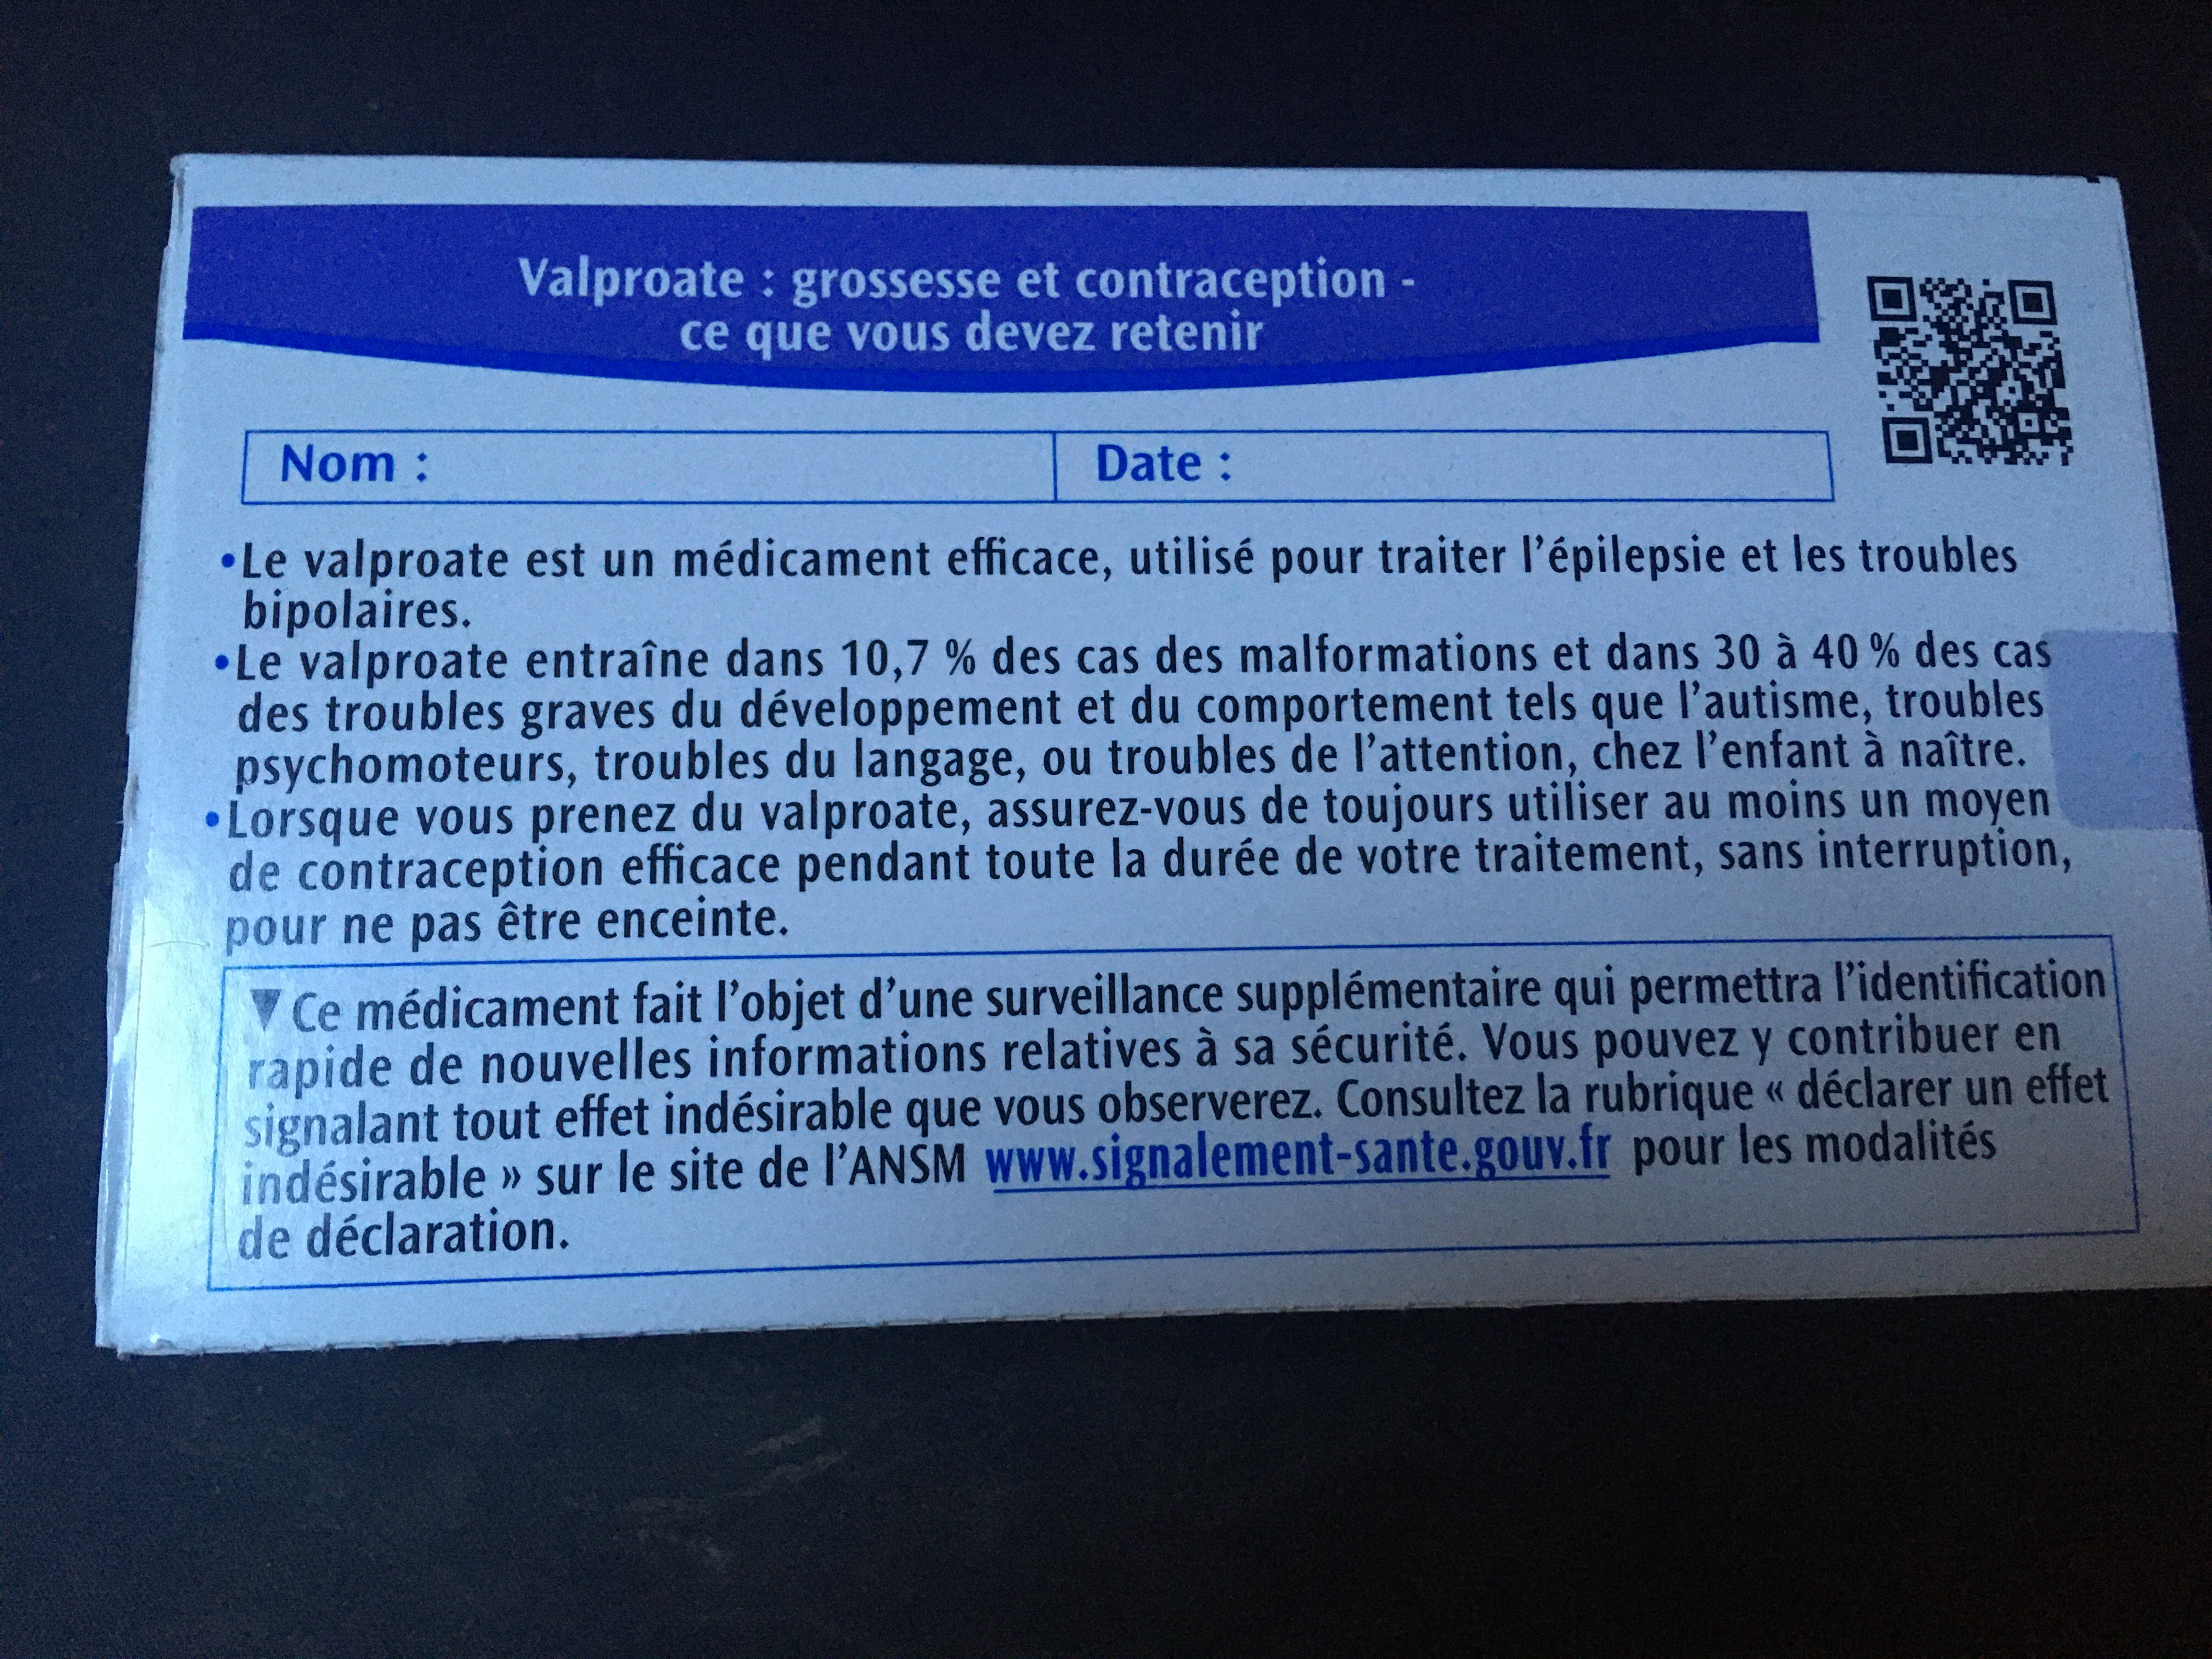 Valproate : grossesse et contraception -
ce que vous devez retenir
Nom :
Date :
•Le valproate est un médicament efficace, utilisé pour traiter l’épilepsie et les troubles
bipolaires.
•Le valproate entraîne dans 10,7 % des cas des malformations et dans 30 à 40 % des cas
des troubles graves du développement et du comportement tels que l’autisme, troubles
psychomoteurs, troubles du langage, ou troubles de l’attention, chez l’enfant à naître.
•Lorsque vous prenez du valproate, assurez-vous de toujours utiliser au moins un moyen
de contraception efficace pendant toute la durée de votre traitement, sans interruption,
pour ne pas être enceinte.
▼ Ce médicament fait l’objet d’une surveillance supplémentaire qui permettra l’identification
rapide de nouvelles informations relatives à sa sécurité. Vous pouvez y contribuer en
signalant tout effet indésirable que vous observerez. Consultez la rubrique « déclarer un effet
indésirable » sur le site de l’ANSM www.signalement-sante.gouv.fr pour les modalités
de déclaration.